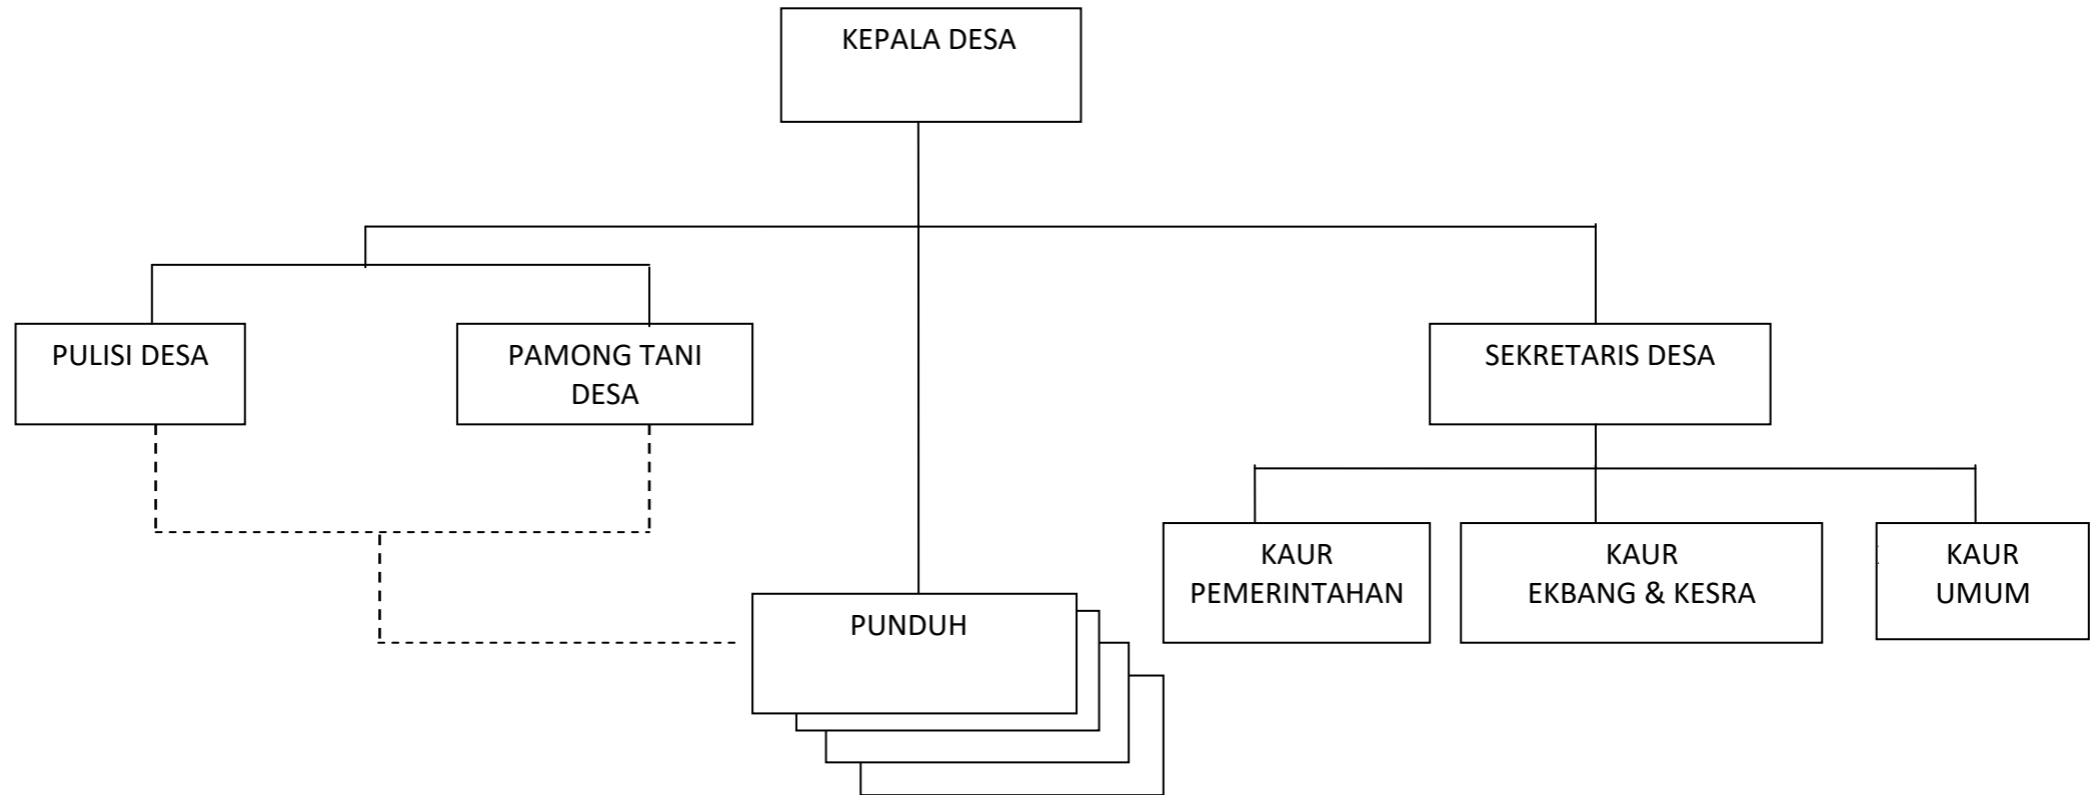 KEPALA DESA
PULISI DESA
PAMONG TANI
DESA
SEKRETARIS DESA
KAUR
PEMERINTAHAN
KAUR
EKBANG & KESRA
KAUR
UMUM
PUNDUH